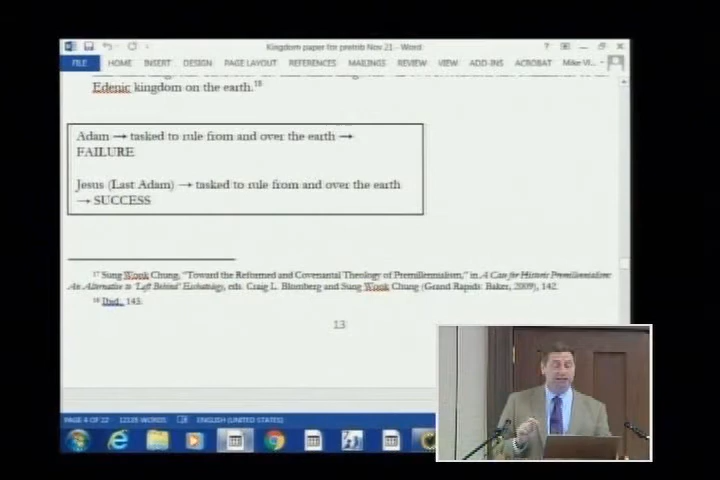 Kingdom paper for pretrib Nov 21 - Word
FILE HOME INSERT DESIGN PAGE LAYOUT REFERENCES MAILINGS REVIEW VIEW ADD-INS ACROBAT Mike Vl...
Edenic kingdom on the earth.18
Adam → tasked to rule from and over the earth →
FAILURE
Jesus (Last Adam) → tasked to rule from and over the earth
→ SUCCESS
17 Sung Wonk Chung, "Toward the Reformed and Covenantal Theology of Premillennialism," in A Case for Historic Premillennialism:
An Alternative to 'Left Behind' Eschatology, eds. Craig L. Blomberg and Sung Wook Chung (Grand Rapids: Baker, 2009), 142.
18 Ibid., 143.
13
ENGLISH (UNITED STATES)